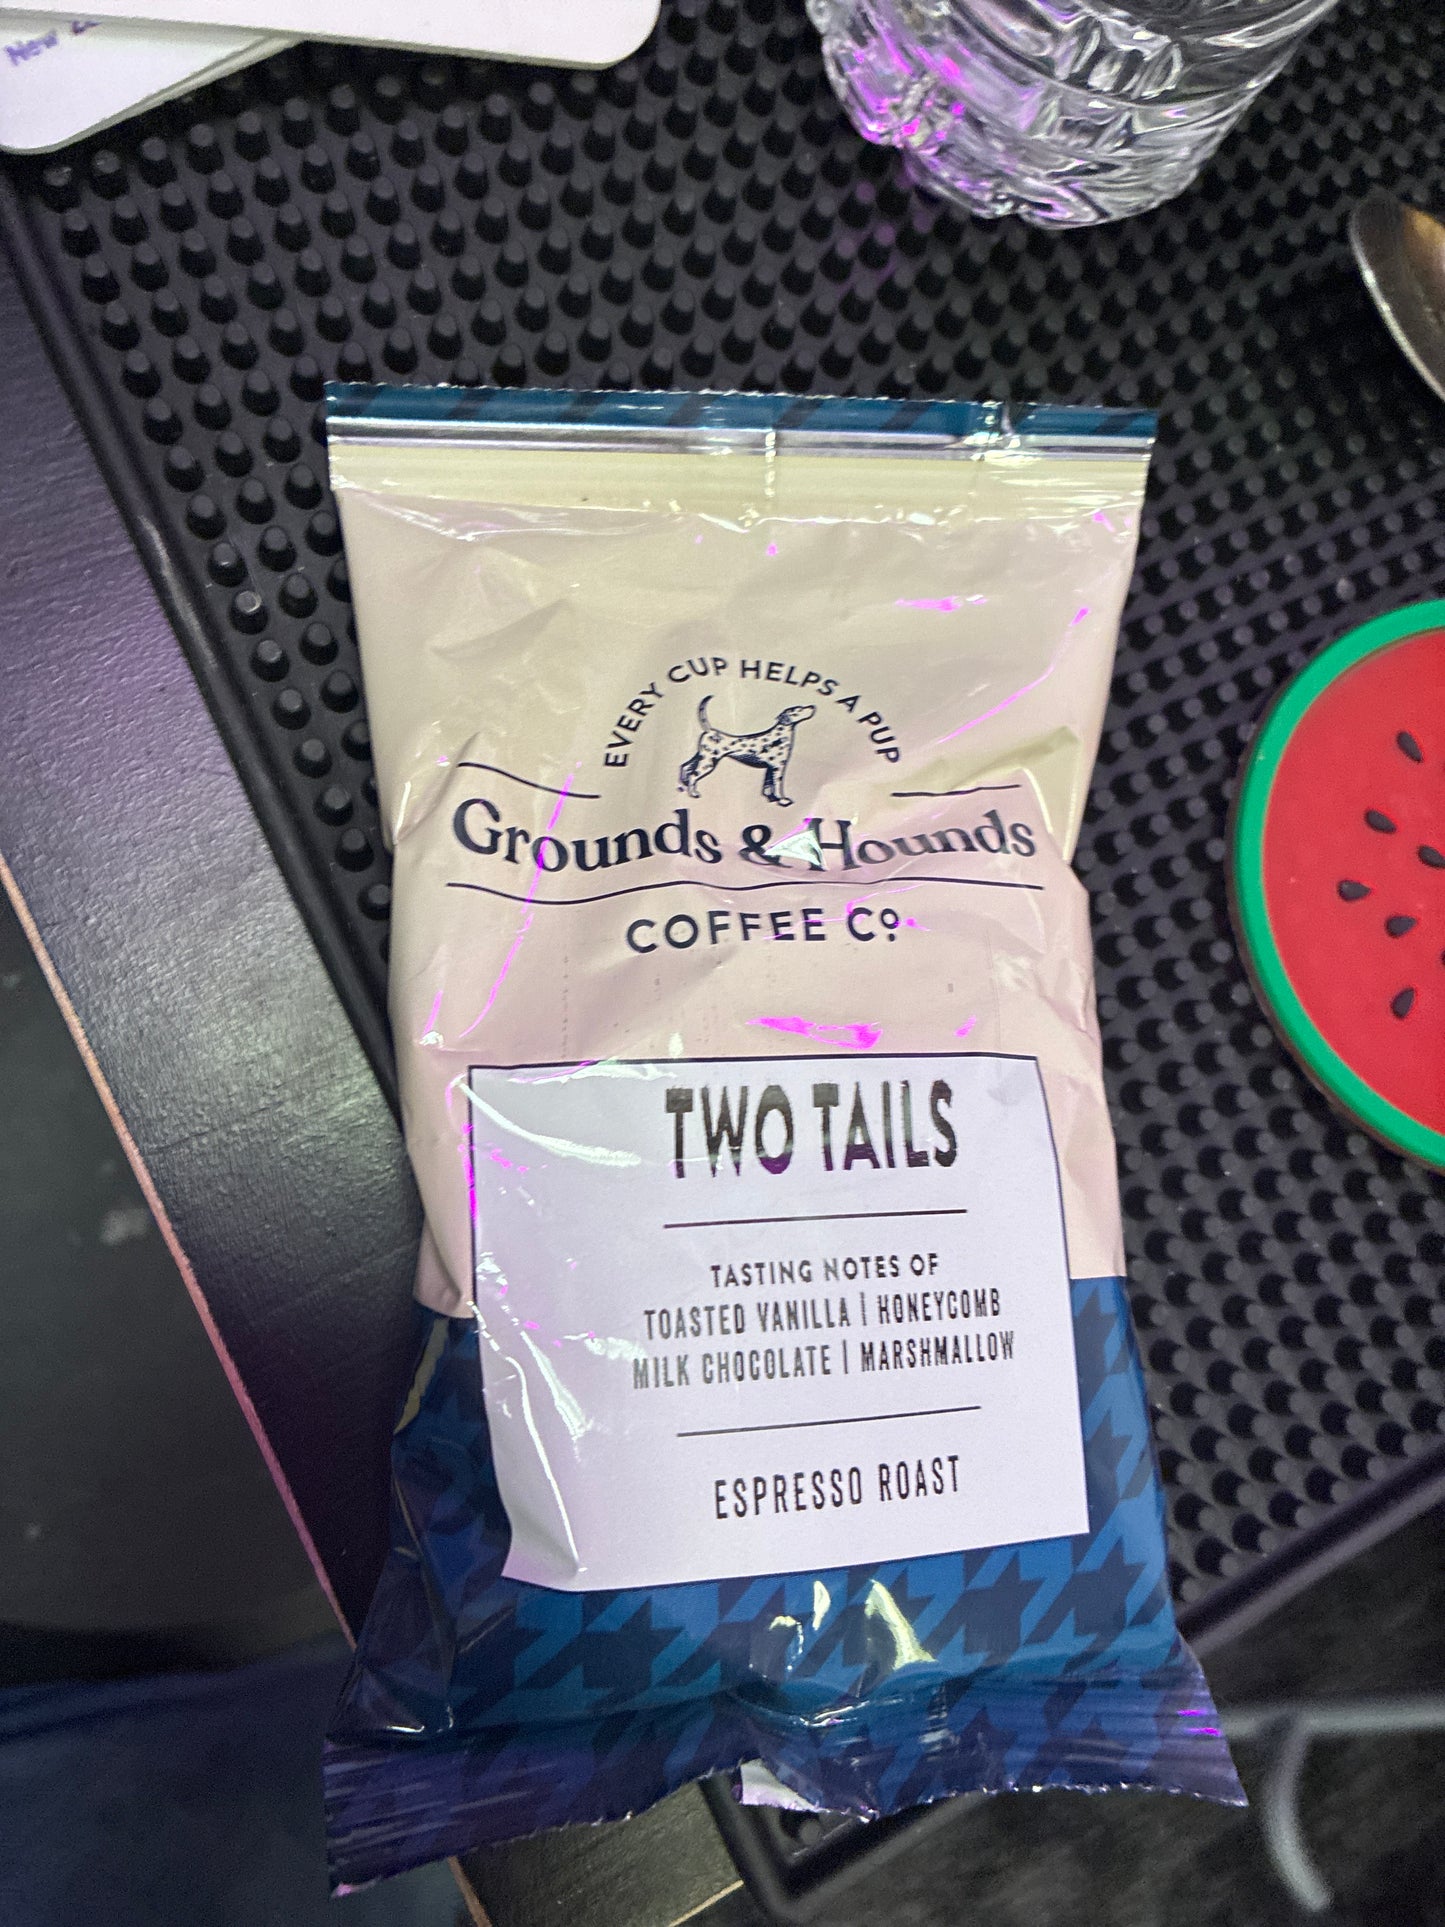 New
EVERY CUP HELPS A PUP
Grounds & Hounds
COFFEE Cº
TWO TAILS
TASTING NOTES OF
TOASTED VANILLA | HONEYCOMB
MILK CHOCOLATE | MARSHMALLOW
ESPRESSO ROAST